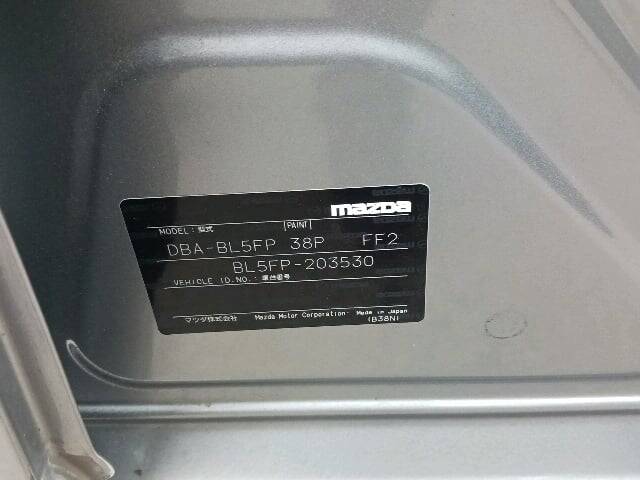 mazda
MODEL: 型式 [PAINT]
DBA-BL5FP 38P FF2
BL5FP-203530
VEHICLE ID.NO.: 車台番号
マツダ株式会社 Mazda Motor Corporation: Made in Japan
(B38N)